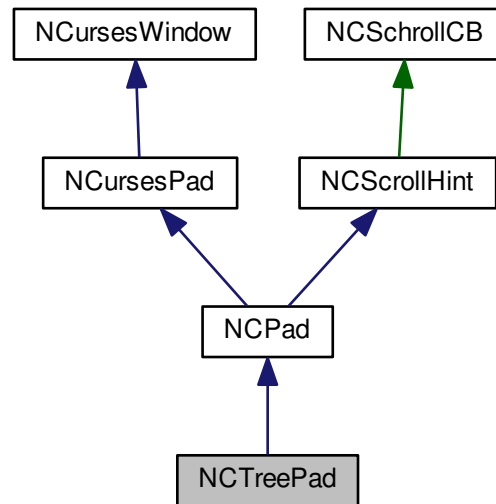 NCursesWindow
NCSchrollCB
NCursesPad
NCScrollHint
NCPad
NCTreePad